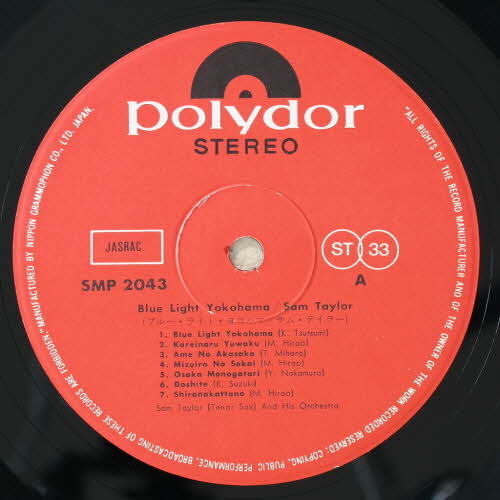 polydor
STEREO
JASRAC
ST 33
SMP 2043
A
Blue Light Yokohama / Sam Taylor
(ブルー・ライト・ヨコハマ/サム・テイラー)
1. Blue Light Yokohama (K. Tsutsumi)
2. Kareinaru Yuwaku (M. Hirao)
3. Ame No Akasaka (T. Mihara)
4. Mizuiro No Sekai (M. Hirao)
5. Osaka Monogatari (Y. Nakamura)
6. Doshite (K. Suzuki)
7. Shiranakattano (M. Hirao)
Sam Taylor (Tenor Sax) And His Orchestra
"ALL RIGHTS OF THE RECORD MANUFACTURER AND OF THE OWNER OF THE WORK RECORDED RESERVED; COPYING, PUBLIC PERFORMANCE, BROADCASTING OF THESE RECORDS ARE FORBIDDEN" MANUFACTURED BY NIPPON GRAMMOPHON CO., LTD. JAPAN.